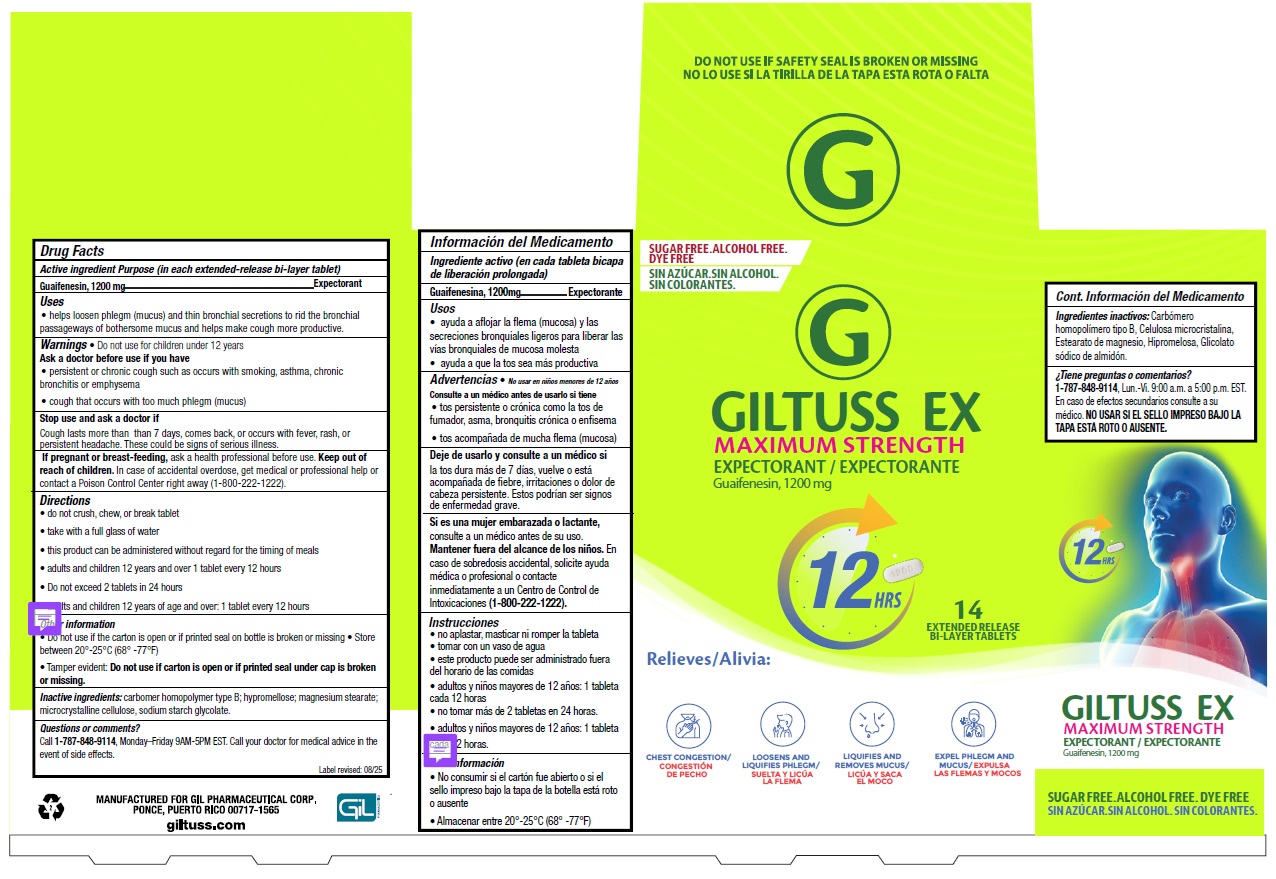 Drug Facts
Active ingredient Purpose (in each extended-release bi-layer tablet)
Guaifenesin, 1200 mg Expectorant
Uses
• helps loosen phlegm (mucus) and thin bronchial secretions to rid the bronchial
passageways of bothersome mucus and helps make cough more productive.
Warnings • Do not use for children under 12 years
Ask a doctor before use if you have
• persistent or chronic cough such as occurs with smoking, asthma, chronic
bronchitis or emphysema
• cough that occurs with too much phlegm (mucus)
Stop use and ask a doctor if
Cough lasts more than than 7 days, comes back, or occurs with fever, rash, or
persistent headache. These could be signs of serious illness.
If pregnant or breast-feeding, ask a health professional before use. Keep out of
reach of children. In case of accidental overdose, get medical or professional help or
contact a Poison Control Center right away (1-800-222-1222).
Directions
• do not crush, chew, or break tablet
• take with a full glass of water
• this product can be administered without regard for the timing of meals
• adults and children 12 years and over 1 tablet every 12 hours
• Do not exceed 2 tablets in 24 hours
and children 12 years of age and over: 1 tablet every 12 hours
information
• Do not use if the carton is open or if printed seal on bottle is broken or missing • Store
between 20°-25°C (68° -77°F)
• Tamper evident: Do not use if carton is open or if printed seal under cap is broken
or missing.
Inactive ingredients: carbomer homopolymer type B; hypromellose; magnesium stearate;
microcrystalline cellulose, sodium starch glycolate.
Questions or comments?
Call 1-787-848-9114, Monday–Friday 9AM-5PM EST. Call your doctor for medical advice in the
event of side effects.
Label revised: 08/25
MANUFACTURED FOR GIL PHARMACEUTICAL CORP,
PONCE, PUERTO RICO 00717-1565
giltuss.com
GiL
Información del Medicamento
Ingrediente activo (en cada tableta bicapa
de liberación prolongada)
Guaifenesina, 1200mg Expectorante
Usos
• ayuda a aflojar la flema (mucosa) y las
secreciones bronquiales ligeros para liberar las
vías bronquiales de mucosa molesta
• ayuda a que la tos sea más productiva
Advertencias • No usar en niños menores de 12 años
Consulte a un médico antes de usarlo si tiene
• tos persistente o crónica como la tos de
fumador, asma, bronquitis crónica o enfisema
• tos acompañada de mucha flema (mucosa)
Deje de usarlo y consulte a un médico si
la tos dura más de 7 días, vuelve o está
acompañada de fiebre, irritaciones o dolor de
cabeza persistente. Estos podrían ser signos
de enfermedad grave.
Si es una mujer embarazada o lactante,
consulte a un médico antes de su uso.
Mantener fuera del alcance de los niños. En
caso de sobredosis accidental, solicite ayuda
médica o profesional o contacte
inmediatamente a un Centro de Control de
Intoxicaciones (1-800-222-1222).
Instrucciones
• no aplastar, masticar ni romper la tableta
• tomar con un vaso de agua
• este producto puede ser administrado fuera
del horario de las comidas
• adultos y niños mayores de 12 años: 1 tableta
cada 12 horas
• no tomar más de 2 tabletas en 24 horas.
• adultos y niños mayores de 12 años: 1 tableta
cada 12 horas.
información
• No consumir si el cartón fue abierto o si el
sello impreso bajo la tapa de la botella está roto
o ausente
• Almacenar entre 20°-25°C (68° -77°F)
DO NOT USE IF SAFETY SEAL IS BROKEN OR MISSING
NO LO USE SI LA TIRILLA DE LA TAPA ESTA ROTA O FALTA
G
SUGAR FREE.ALCOHOL FREE.
DYE FREE
SIN AZÚCAR.SIN ALCOHOL.
SIN COLORANTES.
G
GILTUSS EX
MAXIMUM STRENGTH
EXPECTORANT / EXPECTORANTE
Guaifenesin, 1200 mg
12 HRS
14
EXTENDED RELEASE
BI-LAYER TABLETS
Relieves/Alivia:
CHEST CONGESTION/
CONGESTIÓN
DE PECHO
LOOSENS AND
LIQUIFIES PHLEGM/
SUELTA Y LICÚA
LA FLEMA
LIQUIFIES AND
REMOVES MUCUS/
LICÚA Y SACA
EL MOCO
EXPEL PHLEGM AND
MUCUS/ EXPULSA
LAS FLEMAS Y MOCOS
Cont. Información del Medicamento
Ingredientes inactivos: Carbómero
homopolímero tipo B, Celulosa microcristalina,
Estearato de magnesio, Hipromelosa, Glicolato
sódico de almidón.
¿Tiene preguntas o comentarios?
1-787-848-9114, Lun.-Vi. 9:00 a.m. a 5:00 p.m. EST.
En caso de efectos secundarios consulte a su
médico. NO USAR SI EL SELLO IMPRESO BAJO LA
TAPA ESTÁ ROTO O AUSENTE.
12 HRS
GILTUSS EX
MAXIMUM STRENGTH
EXPECTORANT / EXPECTORANTE
Guaifenesin, 1200 mg
SUGAR FREE.ALCOHOL FREE. DYE FREE
SIN AZÚCAR.SIN ALCOHOL. SIN COLORANTES.